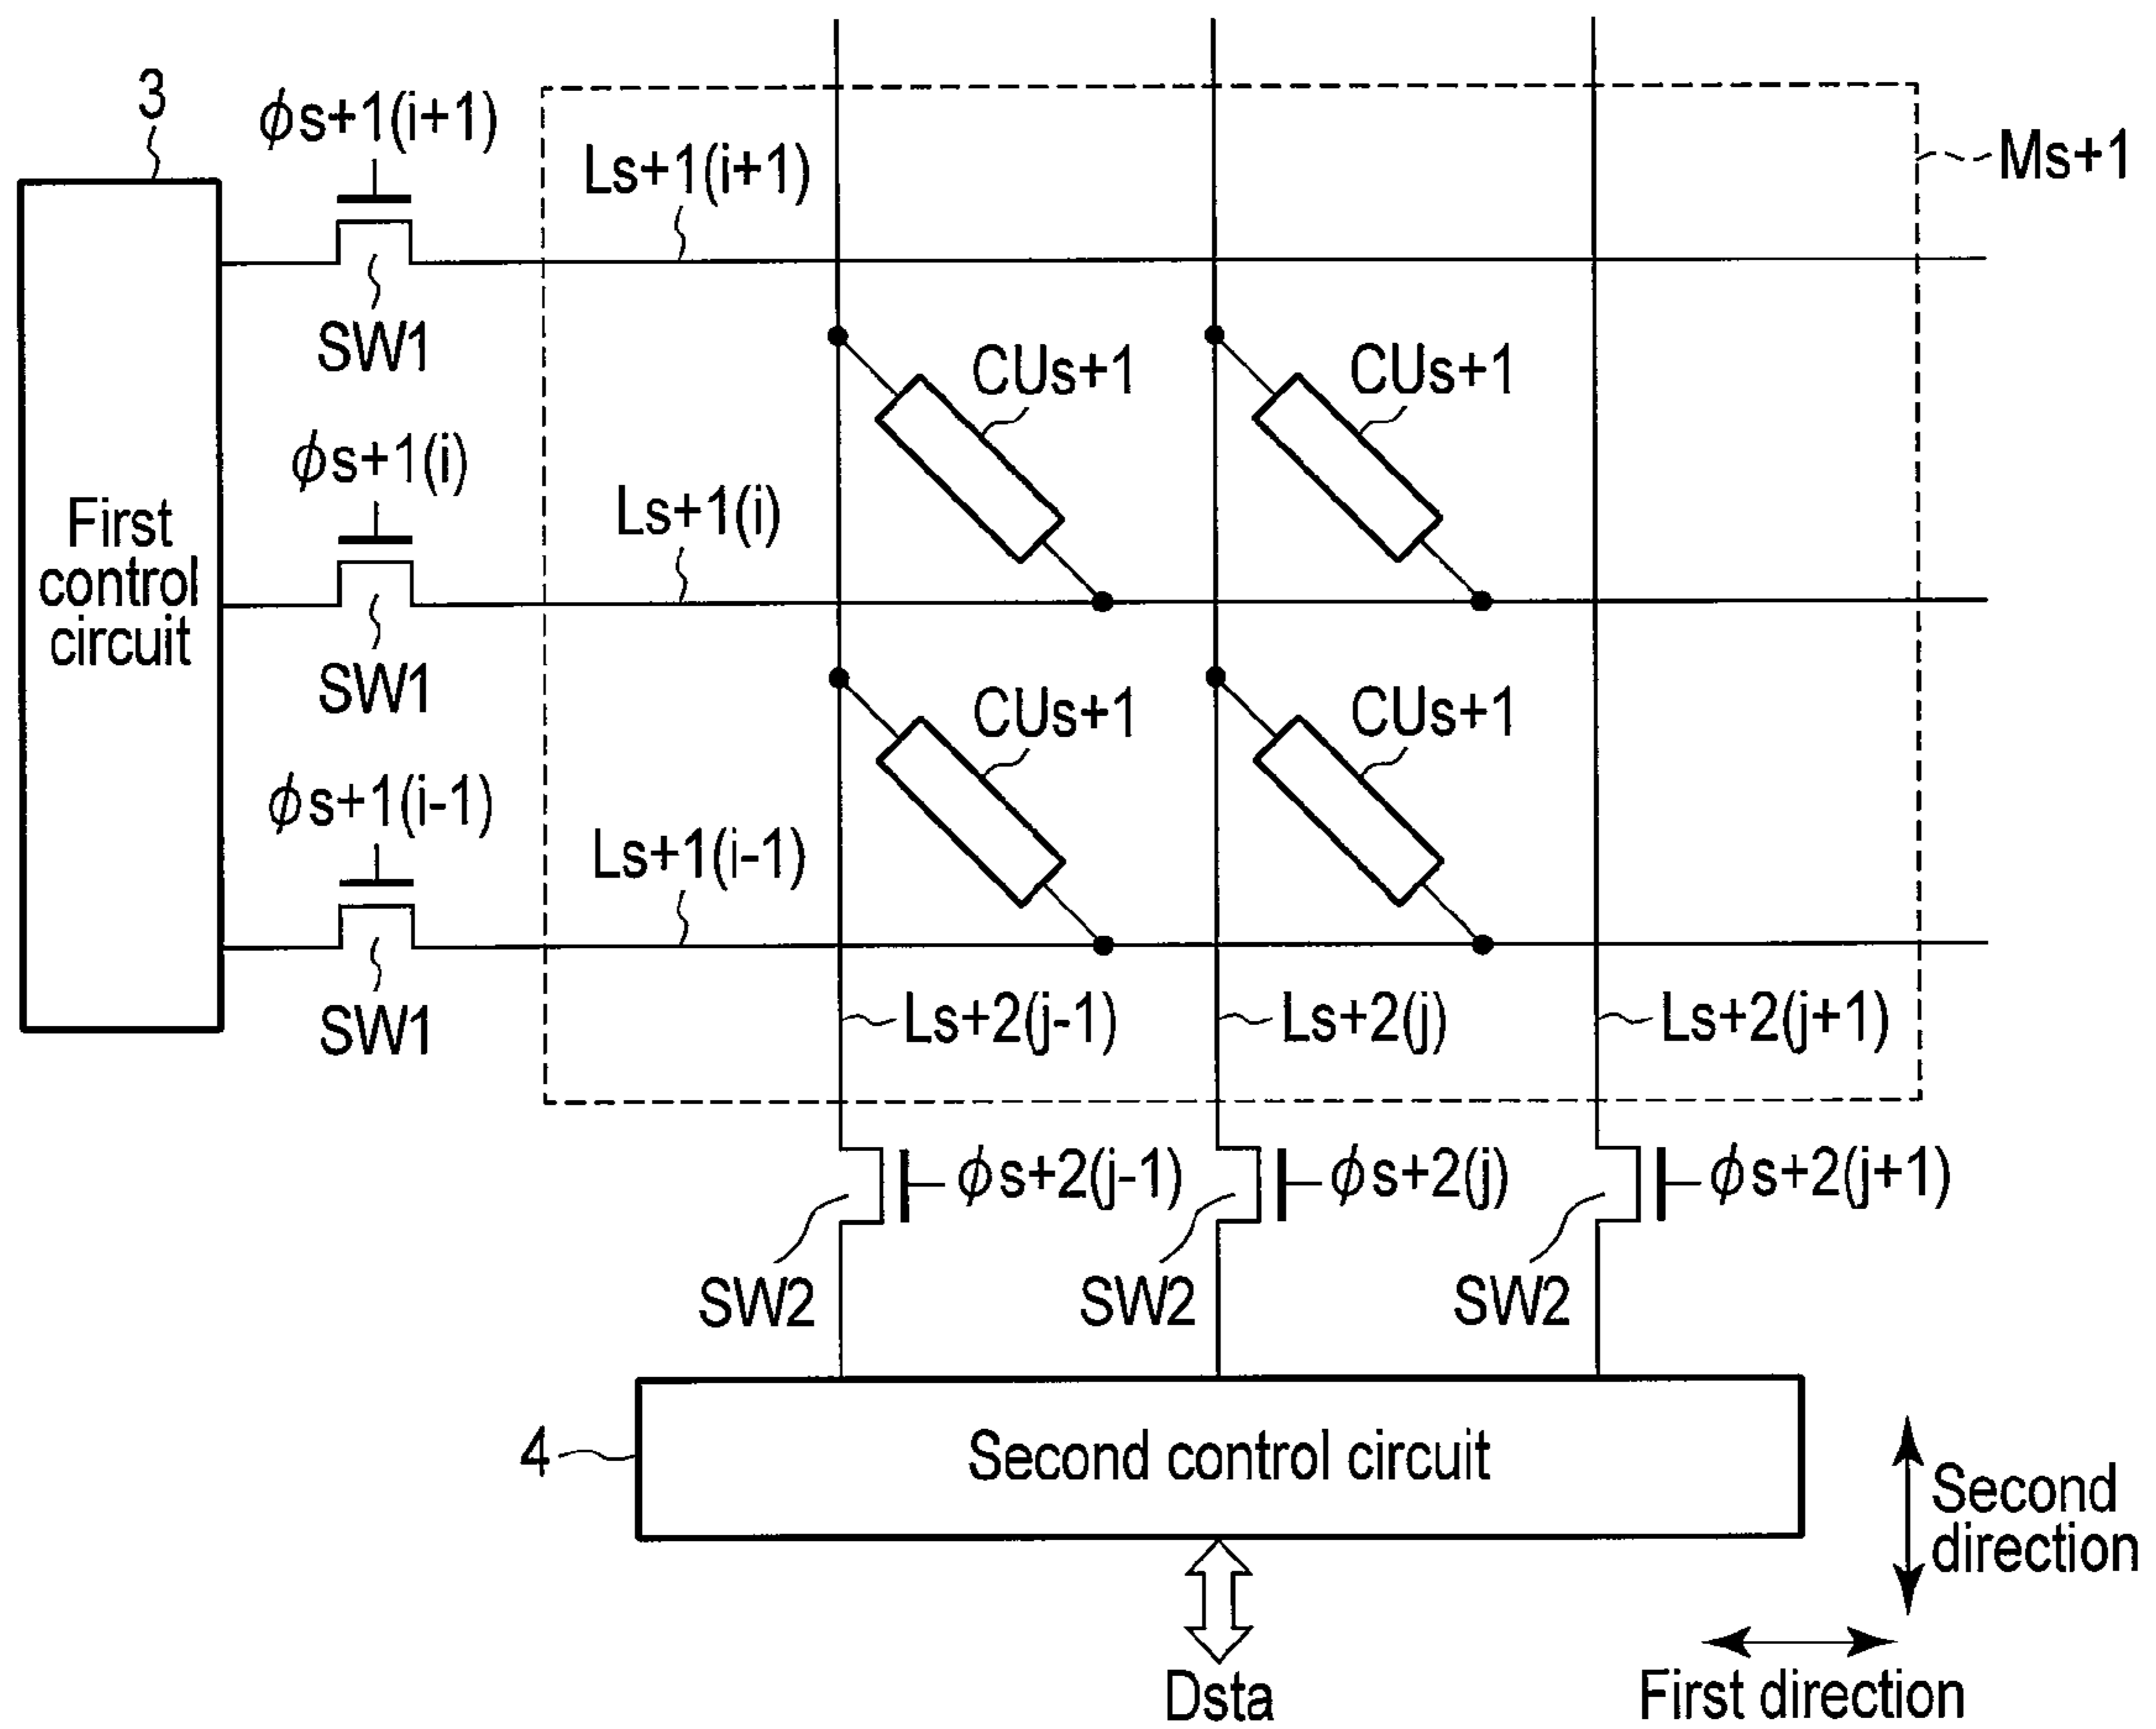 3
ϕs+1(i+1)
Ls+1(i+1)
Ms+1
SW1
CUs+1
CUs+1
ϕs+1(i)
Ls+1(i)
First
control
circuit
SW1
CUs+1
CUs+1
ϕs+1(i-1)
Ls+1(i-1)
SW1
Ls+2(j-1)
Ls+2(j)
Ls+2(j+1)
ϕs+2(j-1)
ϕs+2(j)
ϕs+2(j+1)
SW2
SW2
SW2
4
Second control circuit
Second
direction
Dsta
First direction